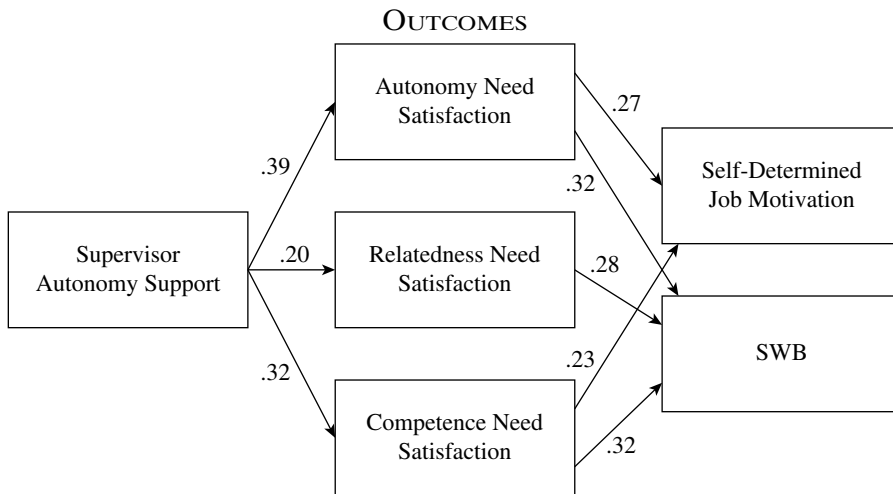 OUTCOMES
Autonomy Need
Satisfaction
.27
.39
.32
Self-Determined
Job Motivation
Supervisor
Autonomy Support
.20
Relatedness Need
Satisfaction
.28
.32
.23
SWB
Competence Need
Satisfaction
.32